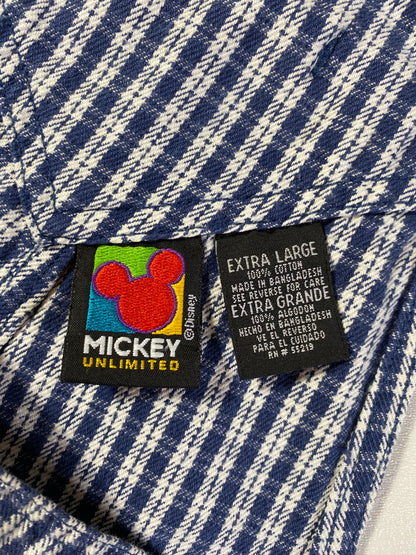 MICKEY
UNLIMITED
©Disney
EXTRA LARGE
100% COTTON
MADE IN BANGLADESH
SEE REVERSE FOR CARE
EXTRA GRANDE
100% ALGODON
HECHO EN BANGLADESH
VE EL REVERSO
PARA EL CUIDADO
RN # 55219